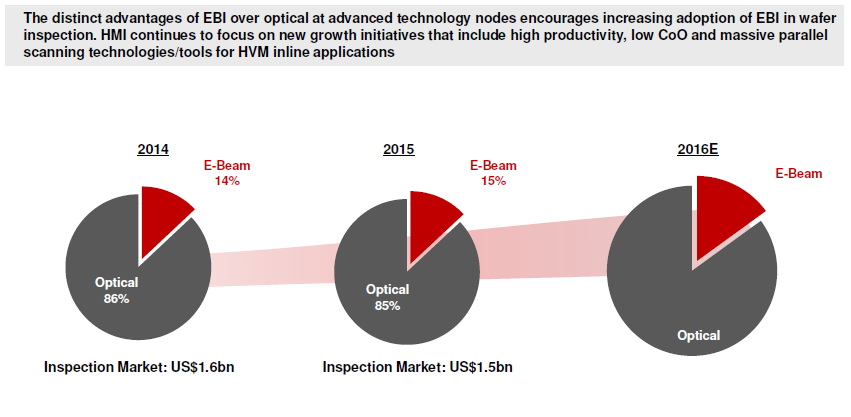 The distinct advantages of EBI over optical at advanced technology nodes encourages increasing adoption of EBI in wafer
inspection. HMI continues to focus on new growth initiatives that include high productivity, low CoO and massive parallel
scanning technologies/tools for HVM inline applications
2014
E-Beam
14%
Optical
86%
Inspection Market: US$1.6bn
2015
E-Beam
15%
Optical
85%
Inspection Market: US$1.5bn
2016E
E-Beam
Optical